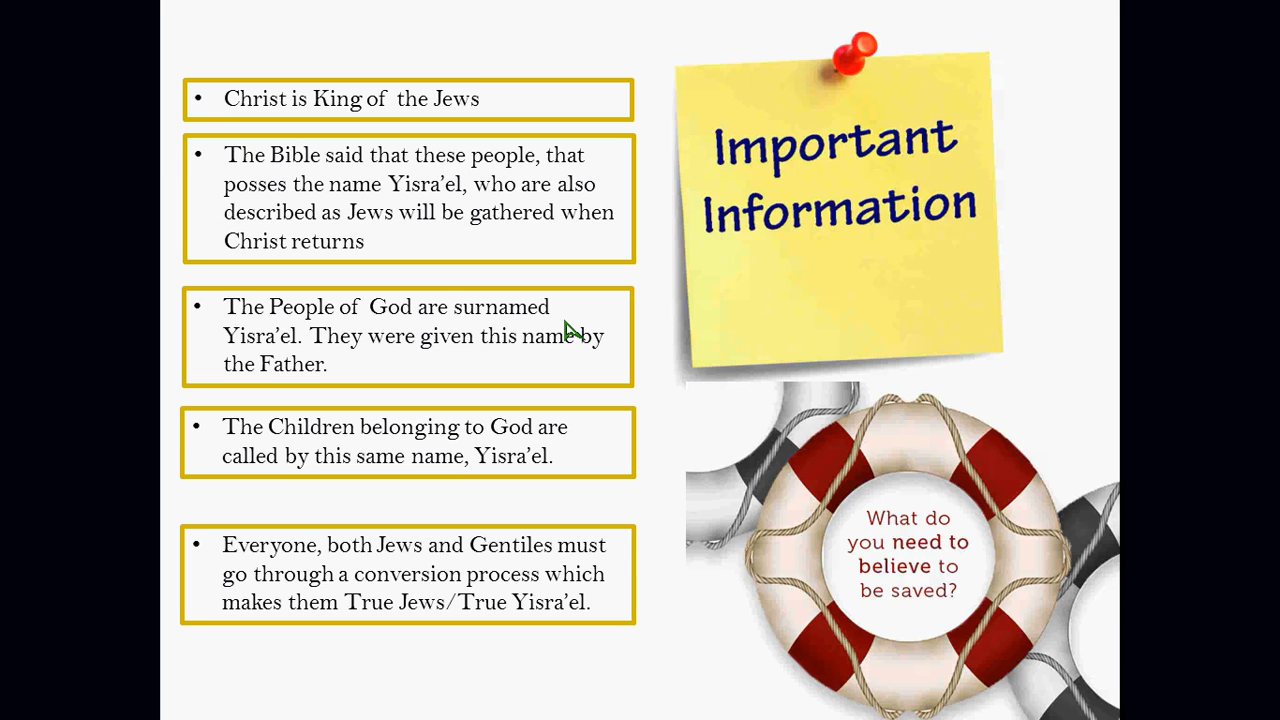 • Christ is King of the Jews
• The Bible said that these people, that
posses the name Yisra’el, who are also
described as Jews will be gathered when
Christ returns
• The People of God are surnamed
Yisra’el. They were given this name by
the Father.
• The Children belonging to God are
called by this same name, Yisra’el.
• Everyone, both Jews and Gentiles must
go through a conversion process which
makes them True Jews/True Yisra’el.
Important
Information
What do
you need to
believe to
be saved?